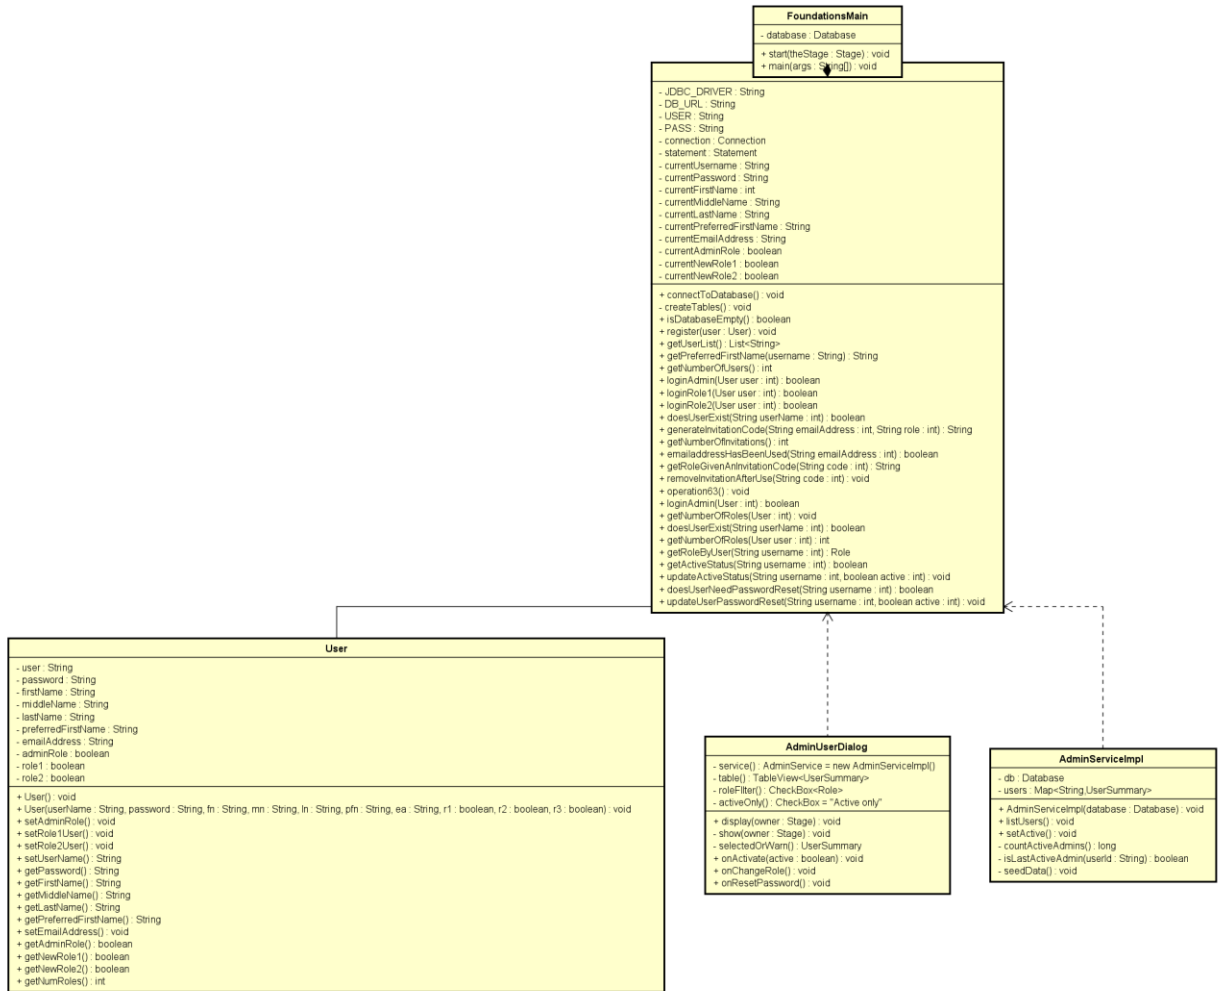 FoundationsMain
- database : Database
+ start(theStage : Stage) : void
+ main(args : String[]) : void
- JDBC_DRIVER : String
- DB_URL : String
- USER : String
- PASS : String
- connection : Connection
- statement : Statement
- currentUsername : String
- currentPassword : String
- currentFirstName : int
- currentMiddleName : String
- currentLastName : String
- currentPreferredFirstName : String
- currentEmailAddress : String
- currentAdminRole : boolean
- currentNewRole1 : boolean
- currentNewRole2 : boolean
+ connectToDatabase() : void
- createTables() : void
+ isDatabaseEmpty() : boolean
+ register(user : User) : void
+ getUserList() : List<String>
+ getPreferredFirstName(username : String) : String
+ getNumberOfUsers() : int
+ loginAdmin(User user : int) : boolean
+ loginRole1(User user : int) : boolean
+ loginRole2(User user : int) : boolean
+ doesUserExist(String userName : int) : boolean
+ generateInvitationCode(String emailAddress : int, String role : int) : String
+ getNumberOfInvitations() : int
+ emailaddressHasBeenUsed(String emailAddress : int) : boolean
+ getRoleGivenAnInvitationCode(String code : int) : String
+ removeInvitationAfterUse(String code : int) : void
+ operation63() : void
+ loginAdmin(User : int) : boolean
+ getNumberOfRoles(User : int) : void
+ doesUserExist(String userName : int) : boolean
+ getNumberOfRoles(User user : int) : int
+ getRoleByUser(String username : int) : Role
+ getActiveStatus(String username : int) : boolean
+ updateActiveStatus(String username : int, boolean active : int) : void
+ doesUserNeedPasswordReset(String username : int) : boolean
+ updateUserPasswordReset(String username : int, boolean active : int) : void
User
- user : String
- password : String
- firstName : String
- middleName : String
- lastName : String
- preferredFirstName : String
- emailAddress : String
- adminRole : boolean
- role1 : boolean
- role2 : boolean
+ User() : void
+ User(userName : String, password : String, fn : String, mn : String, ln : String, pfn : String, ea : String, r1 : boolean, r2 : boolean, r3 : boolean) : void
+ setAdminRole() : void
+ setRole1User() : void
+ setRole2User() : void
+ setUserName() : String
+ getPassword() : String
+ getFirstName() : String
+ getMiddleName() : String
+ getLastName() : String
+ getPreferredFirstName() : String
+ setEmailAddress() : void
+ getAdminRole() : boolean
+ getNewRole1() : boolean
+ getNewRole2() : boolean
+ getNumRoles() : int
AdminUserDialog
- service() : AdminService = new AdminServiceImpl()
- table() : TableView<UserSummary>
- roleFilter() : CheckBox<Role>
- activeOnly() : CheckBox = "Active only"
+ display(owner : Stage) : void
- show(owner : Stage) : void
- selectedOrWarn() : UserSummary
+ onActivate(active : boolean) : void
+ onChangeRole() : void
+ onResetPassword() : void
AdminServiceImpl
- db : Database
- users : Map<String,UserSummary>
+ AdminServiceImpl(database : Database) : void
+ listUsers() : void
+ setActive() : void
- countActiveAdmins() : long
- isLastActiveAdmin(userId : String) : boolean
- seedData() : void